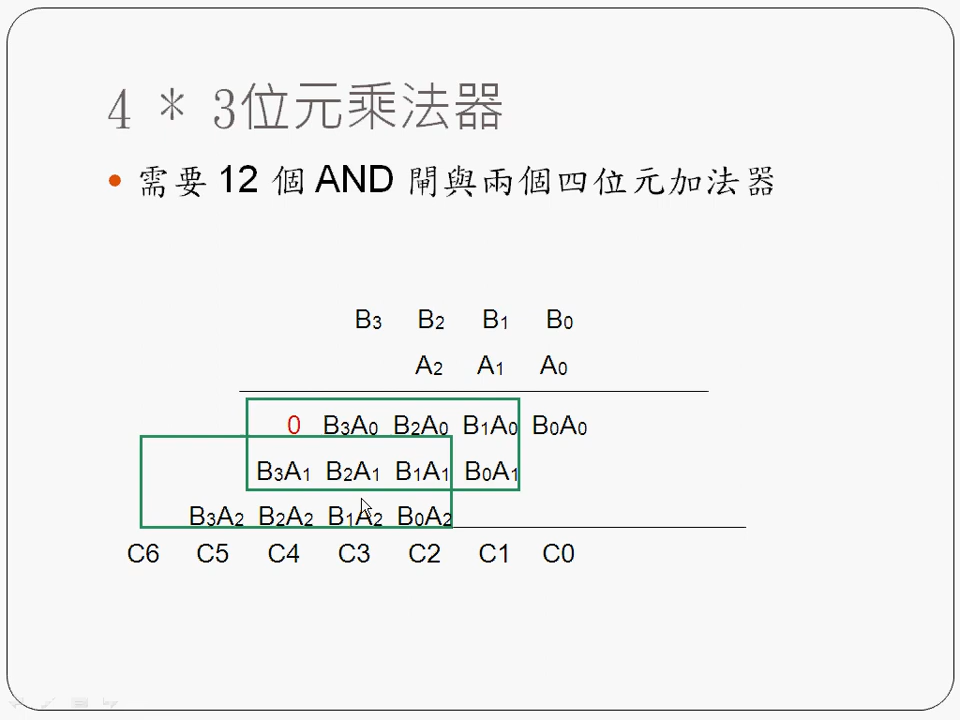 4 * 3位元乘法器
• 需要 12 個 AND 閘與兩個四位元加法器
B3 B2 B1 B0
A2 A1 A0
0 B3A0 B2A0 B1A0 B0A0
B3A1 B2A1 B1A1 B0A1
B3A2 B2A2 B1A2 B0A2
C6 C5 C4 C3 C2 C1 C0